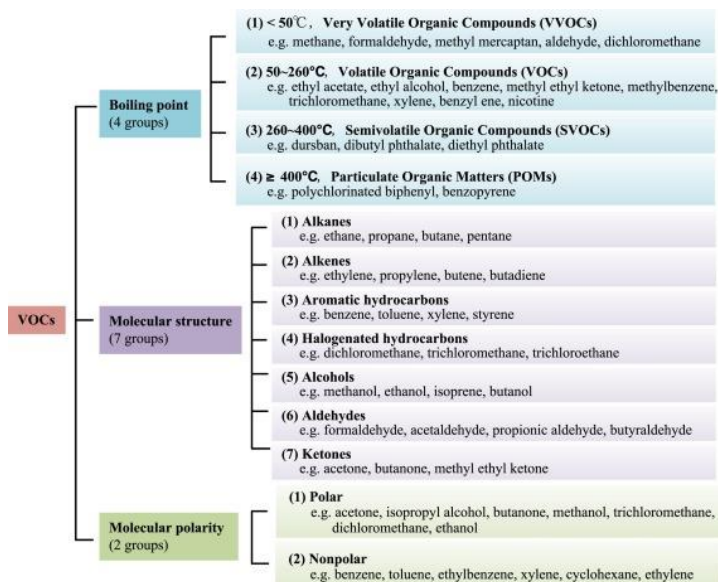 (1) < 50℃, Very Volatile Organic Compounds (VVOCs)
e.g. methane, formaldehyde, methyl mercaptan, aldehyde, dichloromethane
(2) 50~260°C, Volatile Organic Compounds (VOCs)
e.g. ethyl acetate, ethyl alcohol, benzene, methyl ethyl ketone, methylbenzene,
trichloromethane, xylene, benzyl ene, nicotine
Boiling point
(4 groups)
(3) 260~400°C, Semivolatile Organic Compounds (SVOCs)
e.g. dursban, dibutyl phthalate, diethyl phthalate
(4) ≥ 400°C, Particulate Organic Matters (POMs)
e.g. polychlorinated biphenyl, benzopyrene
(1) Alkanes
e.g. ethane, propane, butane, pentane
(2) Alkenes
e.g. ethylene, propylene, butene, butadiene
(3) Aromatic hydrocarbons
e.g. benzene, toluene, xylene, styrene
VOCs
Molecular structure
(7 groups)
(4) Halogenated hydrocarbons
e.g. dichloromethane, trichloromethane, trichloroethane
(5) Alcohols
e.g. methanol, ethanol, isoprene, butanol
(6) Aldehydes
e.g. formaldehyde, acetaldehyde, propionic aldehyde, butyraldehyde
(7) Ketones
e.g. acetone, butanone, methyl ethyl ketone
Molecular polarity
(2 groups)
(1) Polar
e.g. acetone, isopropyl alcohol, butanone, methanol, trichloromethane,
dichloromethane, ethanol
(2) Nonpolar
e.g. benzene, toluene, ethylbenzene, xylene, cyclohexane, ethylene